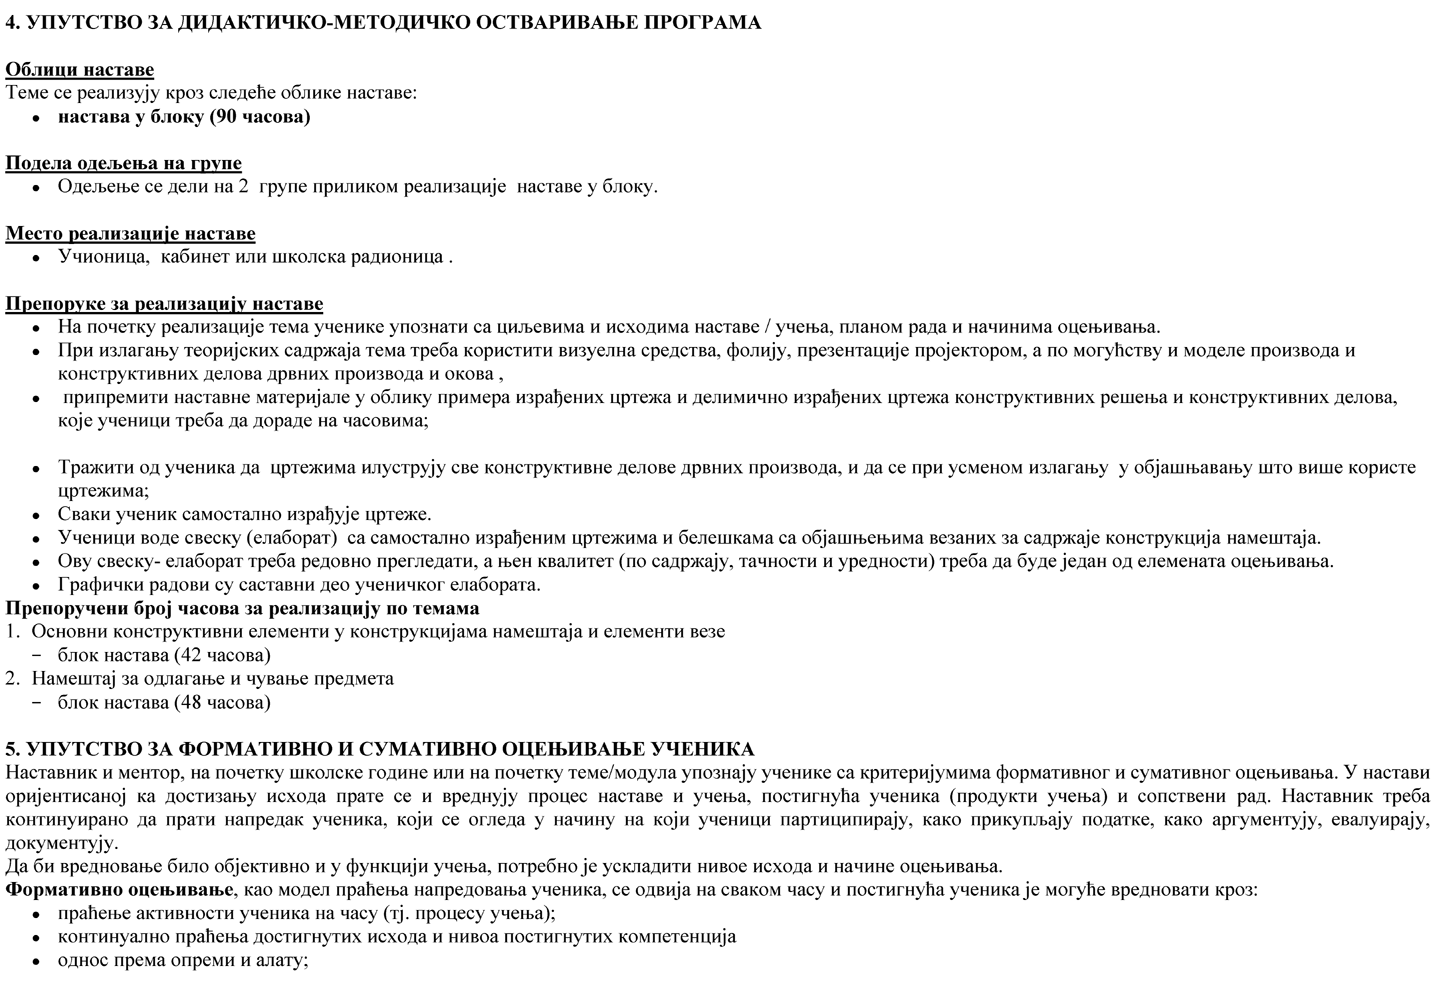 4. УПУТСТВО ЗА ДИДАКТИЧКО-МЕТОДИЧКО ОСТВАРИВАЊЕ ПРОГРАМА
Облици наставе
Теме се реализују кроз следеће облике наставе:
• настава у блоку (90 часова)
Подела одељења на групе
• Одељење се дели на 2 групе приликом реализације наставе у блоку.
Место реализације наставе
• Учионица, кабинет или школска радионица .
Препоруке за реализацију наставе
• На почетку реализације тема ученике упознати са циљевима и исходима наставе / учења, планом рада и начинима оцењивања.
• При излагању теоријских садржаја тема треба користити визуелна средства, фолију, презентације пројектором, а по могућству и моделе производа и
конструктивних делова дрвних производа и окова ,
• припремити наставне материјале у облику примера израђених цртежа и делимично израђених цртежа конструктивних решења и конструктивних делова,
које ученици треба да дораде на часовима;
• Тражити од ученика да цртежима илуструју све конструктивне делове дрвних производа, и да се при усменом излагању у објашњавању што више користе
цртежима;
• Сваки ученик самостално израђује цртеже.
• Ученици воде свеску (елаборат) са самостално израђеним цртежима и белешкама са објашњењима везаних за садржаје конструкција намештаја.
• Ову свеску- елаборат треба редовно прегледати, а њен квалитет (по садржају, тачности и уредности) треба да буде један од елемената оцењивања.
• Графички радови су саставни део ученичког елабората.
Препоручени број часова за реализацију по темама
1. Основни конструктивни елементи у конструкцијама намештаја и елементи везе
− блок настава (42 часова)
2. Намештај за одлагање и чување предмета
− блок настава (48 часова)
5. УПУТСТВО ЗА ФОРМАТИВНО И СУМАТИВНО ОЦЕЊИВАЊЕ УЧЕНИКА
Наставник и ментор, на почетку школске године или на почетку теме/модула упознају ученике са критеријумима формативног и сумативног оцењивања. У настави
оријентисаној ка достизању исхода прате се и вреднују процес наставе и учења, постигнућа ученика (продукти учења) и сопствени рад. Наставник треба
континуирано да прати напредак ученика, који се огледа у начину на који ученици партиципирају, како прикупљају податке, како аргументују, евалуирају,
документују.
Да би вредновање било објективно и у функцији учења, потребно је ускладити нивое исхода и начине оцењивања.
Формативно оцењивање, као модел праћења напредовања ученика, се одвија на сваком часу и постигнућа ученика је могуће вредновати кроз:
• праћење активности ученика на часу (тј. процесу учења);
• континуално праћења достигнутих исхода и нивоа постигнутих компетенција
• однос према опреми и алату;